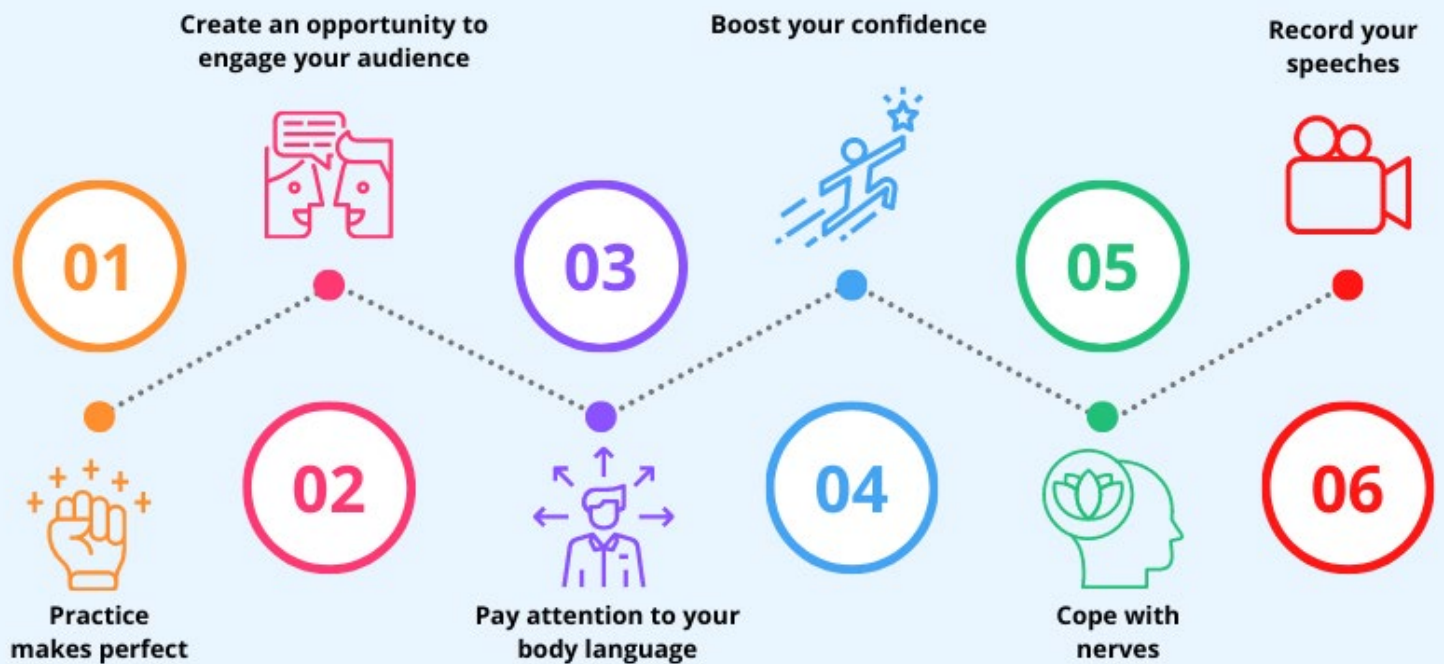 01
Practice
makes perfect
Create an opportunity to
engage your audience
02
03
Pay attention to your
body language
Boost your confidence
04
05
Cope with
nerves
Record your
speeches
06